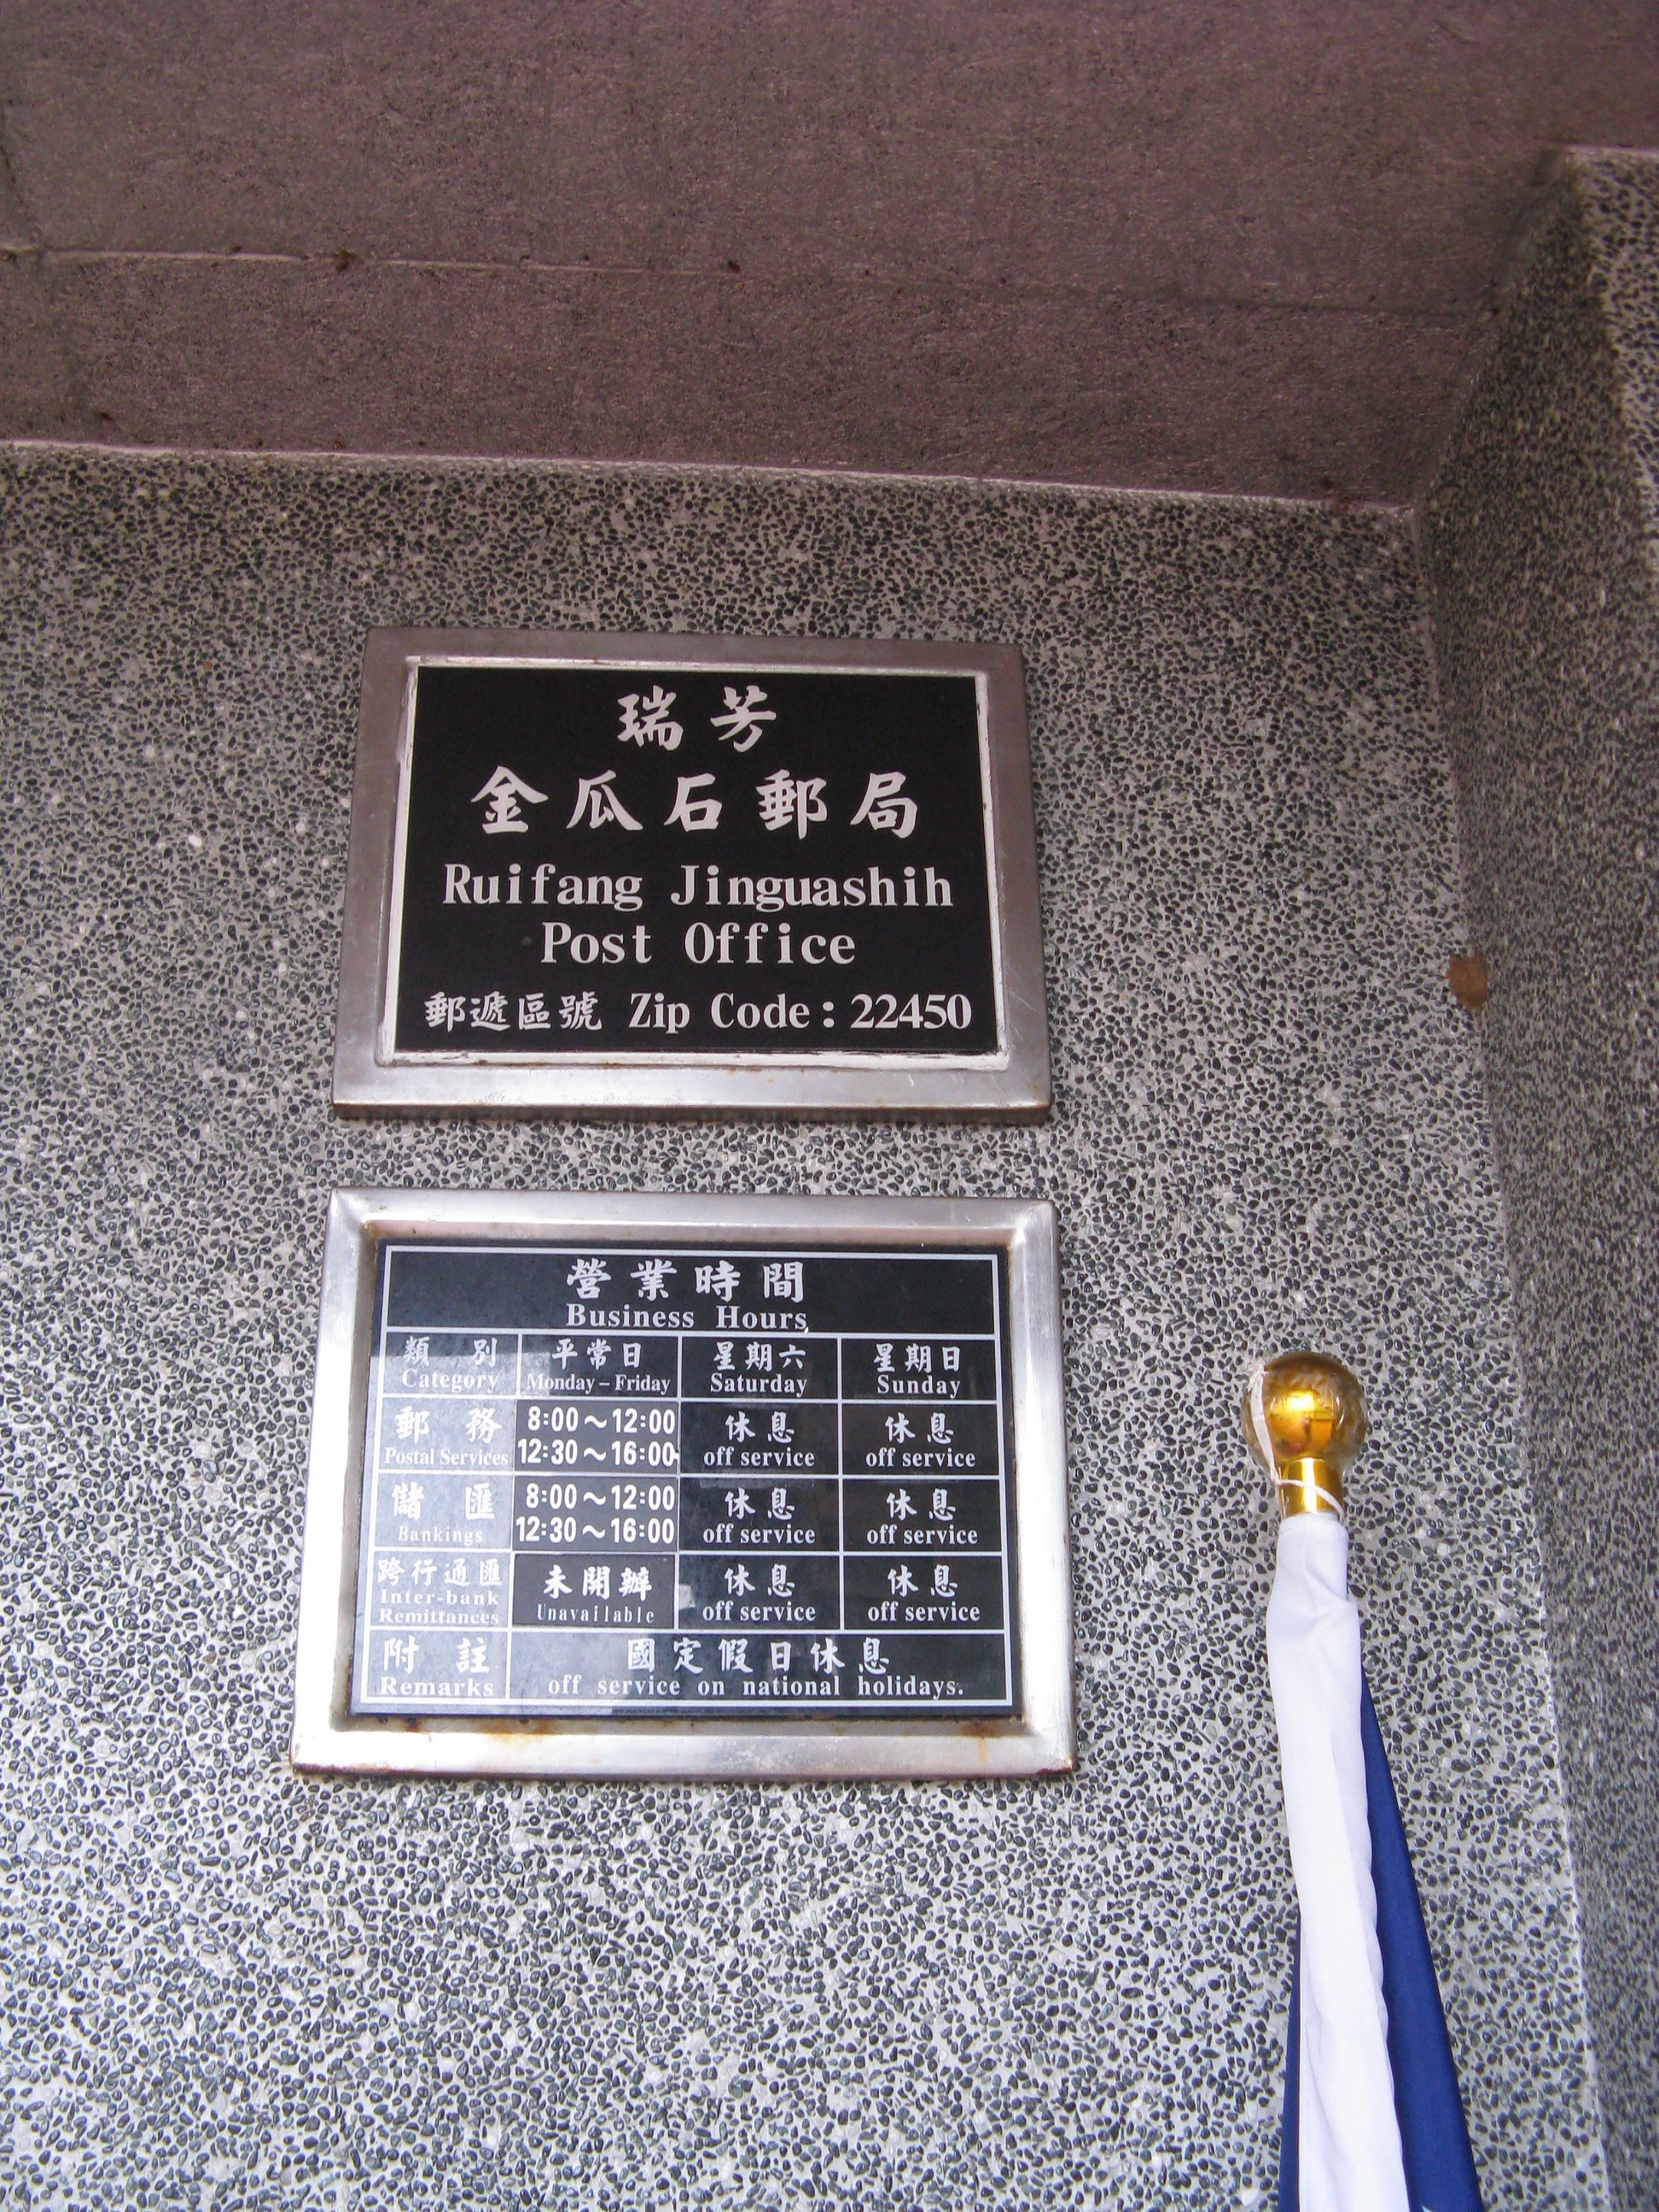 瑞芳
金瓜石郵局
Ruifang Jinguashih
Post Office
郵遞區號 Zip Code:22450
營業時間
Business Hours
類別 平常日 星期六 星期日
Category Monday–Friday Saturday Sunday
郵務 8:00～12:00 休息 休息
Postal Services 12:30～16:00 off service off service
儲匯 8:00～12:00 休息 休息
Bankings 12:30～16:00 off service off service
跨行通匯 未開辦 休息 休息
Inter-bank
Remittances Unavailable off service off service
附註 國定假日休息
Remarks off service on national holidays.